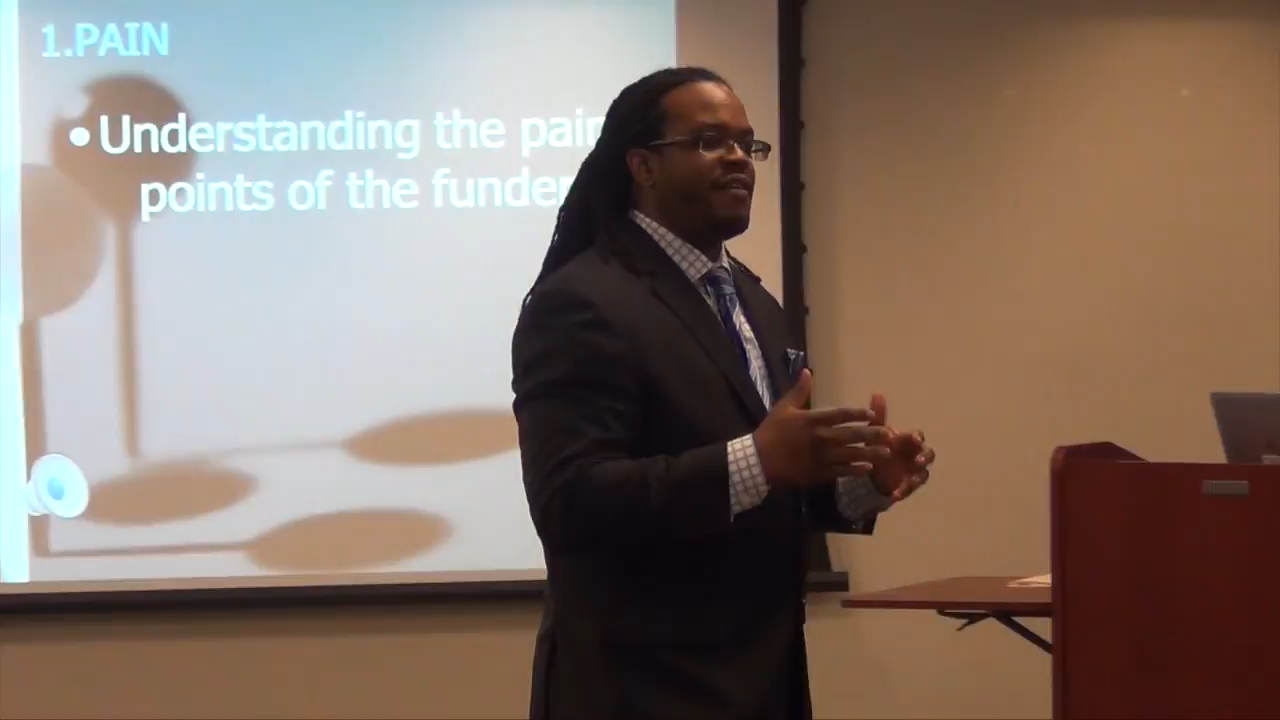 1.PAIN
• Understanding the pain
points of the funder